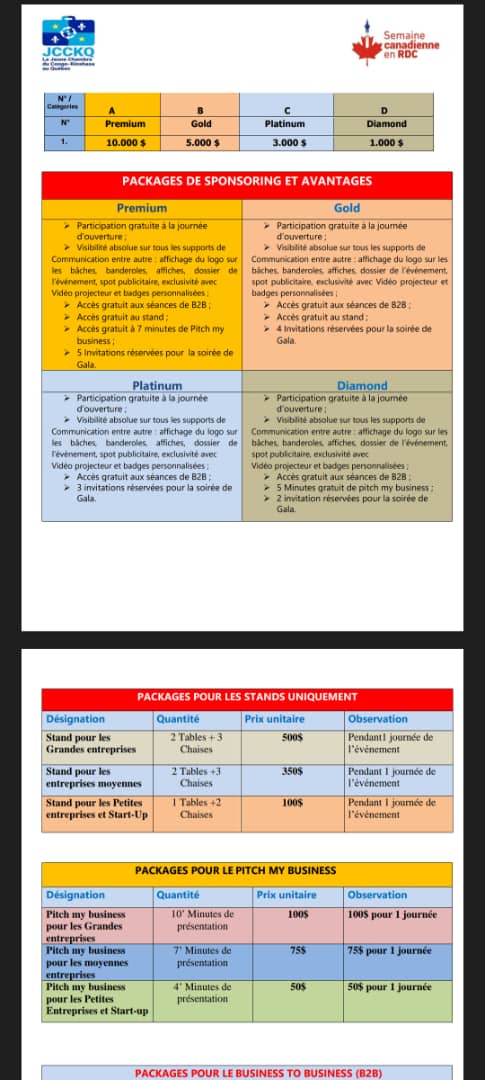 JCCKQ
La Jeune Chambre
du Congo-Kinshasa
au Québec
Semaine
canadienne
en RDC
N° /
Catégories
A
B
C
D
N°
Premium
Gold
Platinum
Diamond
1.
10.000 $
5.000 $
3.000 $
1.000 $
PACKAGES DE SPONSORING ET AVANTAGES
Premium
➢ Participation gratuite à la journée
d'ouverture ;
➢ Visibilité absolue sur tous les supports de
Communication entre autre : affichage du logo sur
les bâches, banderoles, affiches, dossier de
l'événement, spot publicitaire, exclusivité avec
Vidéo projecteur et badges personnalisées ;
➢ Accès gratuit aux séances de B2B ;
➢ Accès gratuit au stand ;
➢ Accès gratuit à 7 minutes de Pitch my
business ;
➢ 5 Invitations réservées pour la soirée de
Gala.
Gold
➢ Participation gratuite à la journée
d'ouverture ;
➢ Visibilité absolue sur tous les supports de
Communication entre autre : affichage du logo sur les
bâches, banderoles, affiches, dossier de l'événement,
spot publicitaire, exclusivité avec Vidéo projecteur et
badges personnalisées ;
➢ Accès gratuit aux séances de B2B ;
➢ Accès gratuit au stand ;
➢ 4 Invitations réservées pour la soirée de
Gala.
Platinum
➢ Participation gratuite à la journée
d'ouverture ;
➢ Visibilité absolue sur tous les supports de
Communication entre autre : affichage du logo sur
les bâches, banderoles, affiches, dossier de
l'événement, spot publicitaire, exclusivité avec
Vidéo projecteur et badges personnalisées ;
➢ Accès gratuit aux séances de B2B ;
➢ 3 invitations réservées pour la soirée de
Gala.
Diamond
➢ Participation gratuite à la journée
d'ouverture ;
➢ Visibilité absolue sur tous les supports de
Communication entre autre : affichage du logo sur les
bâches, banderoles, affiches, dossier de l'événement,
spot publicitaire, exclusivité avec
Vidéo projecteur et badges personnalisées ;
➢ Accès gratuit aux séances de B2B ;
➢ 5 Minutes gratuit de pitch my business ;
➢ 2 invitation réservées pour la soirée de
Gala.
PACKAGES POUR LES STANDS UNIQUEMENT
Désignation
Quantité
Prix unitaire
Observation
Stand pour les
Grandes entreprises
2 Tables + 3
Chaises
500$
Pendant1 journée de
l'événement
Stand pour les
entreprises moyennes
2 Tables +3
Chaises
350$
Pendant 1 journée de
l'événement
Stand pour les Petites
entreprises et Start-Up
1 Tables +2
Chaises
100$
Pendant 1 journée de
l'événement
PACKAGES POUR LE PITCH MY BUSINESS
Désignation
Quantité
Prix unitaire
Observation
Pitch my business
pour les Grandes
entreprises
10' Minutes de
présentation
100$
100$ pour 1 journée
Pitch my business
pour les moyennes
entreprises
7' Minutes de
présentation
75$
75$ pour 1 journée
Pitch my business
pour les Petites
Entreprises et Start-up
4' Minutes de
présentation
50$
50$ pour 1 journée
PACKAGES POUR LE BUSINESS TO BUSINESS (B2B)